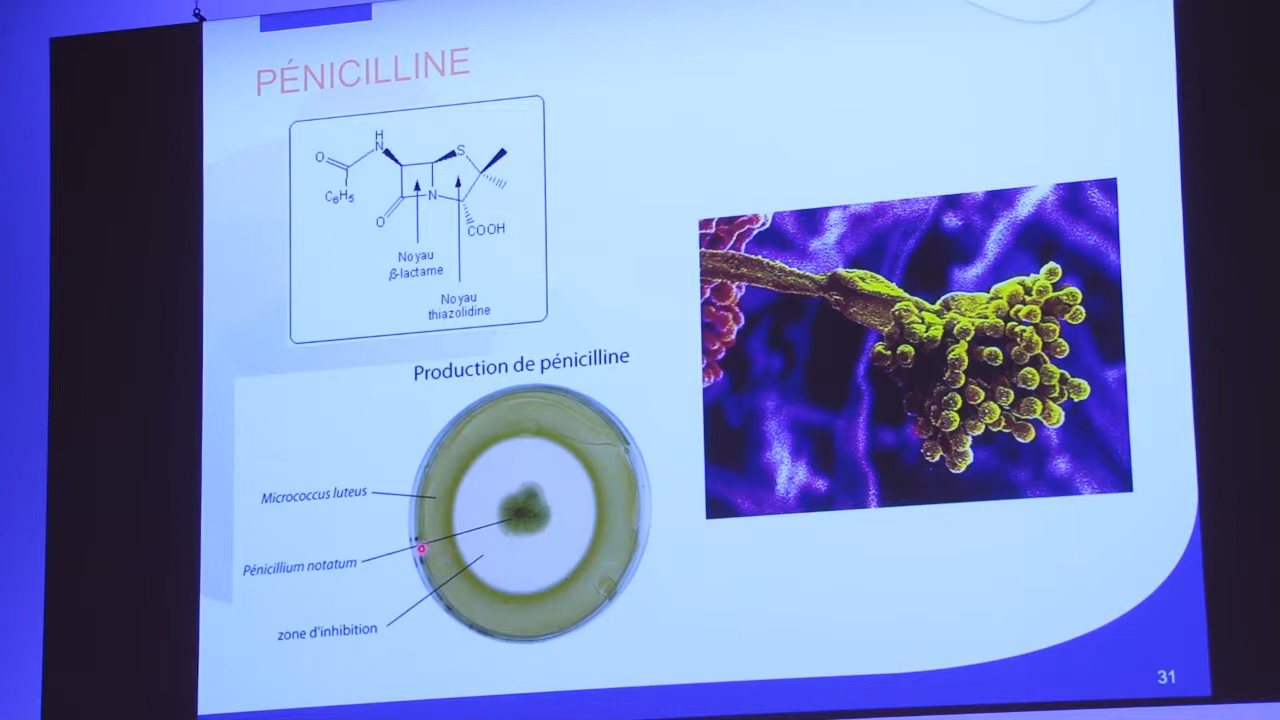 PÉNICILLINE
H
N
O
S
C₆H₅
N
O
COOH
Noyau
β-lactame
Noyau
thiazolidine
Production de pénicilline
Micrococcus luteus
Pénicillium notatum
zone d'inhibition
31